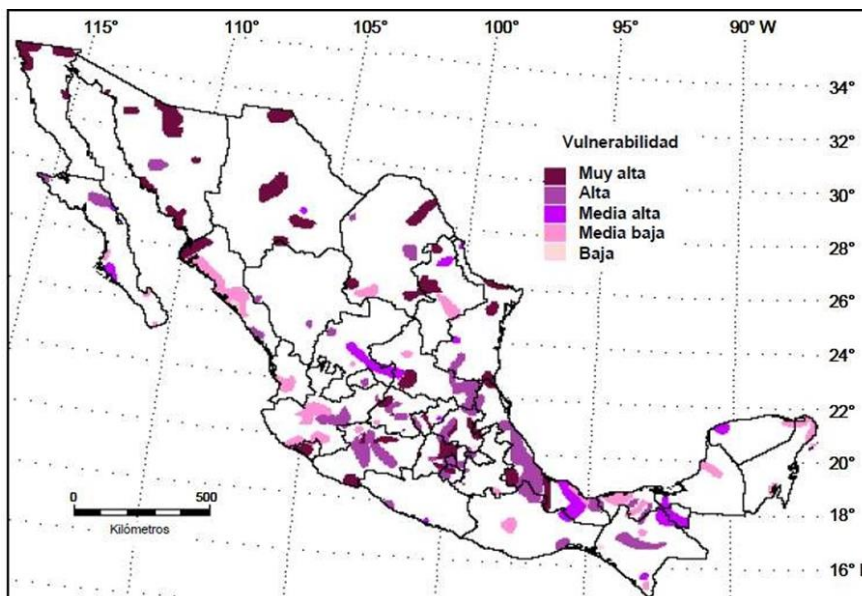 115° 110° 105° 100° 95° 90° W
34°
32°
30°
28°
26°
24°
22°
20°
18°
16°
Vulnerabilidad
Muy alta
Alta
Media alta
Media baja
Baja
0 500
Kilómetros